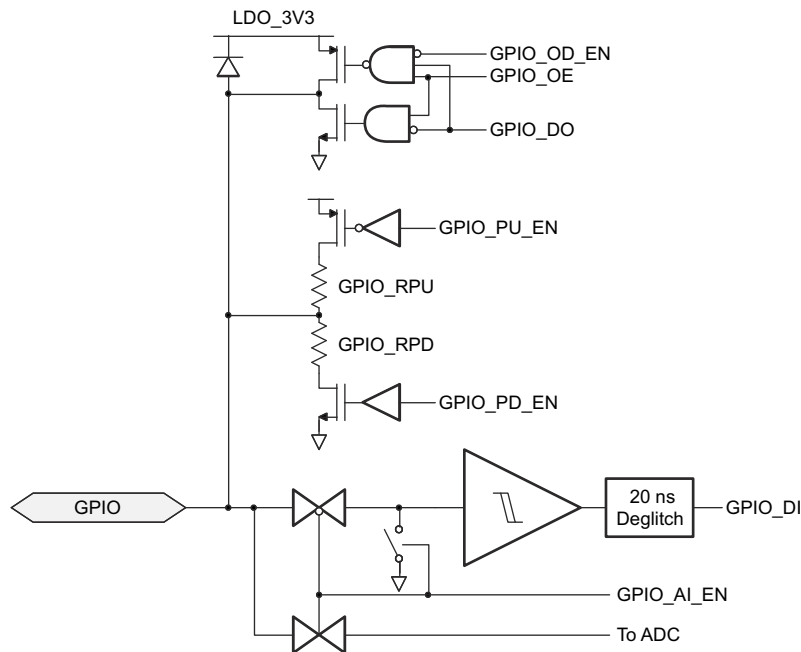 LDO_3V3
GPIO_OD_EN
GPIO_OE
GPIO_DO
GPIO_PU_EN
GPIO_RPU
GPIO_RPD
GPIO_PD_EN
GPIO
20 ns
Deglitch
GPIO_DI
GPIO_AI_EN
To ADC